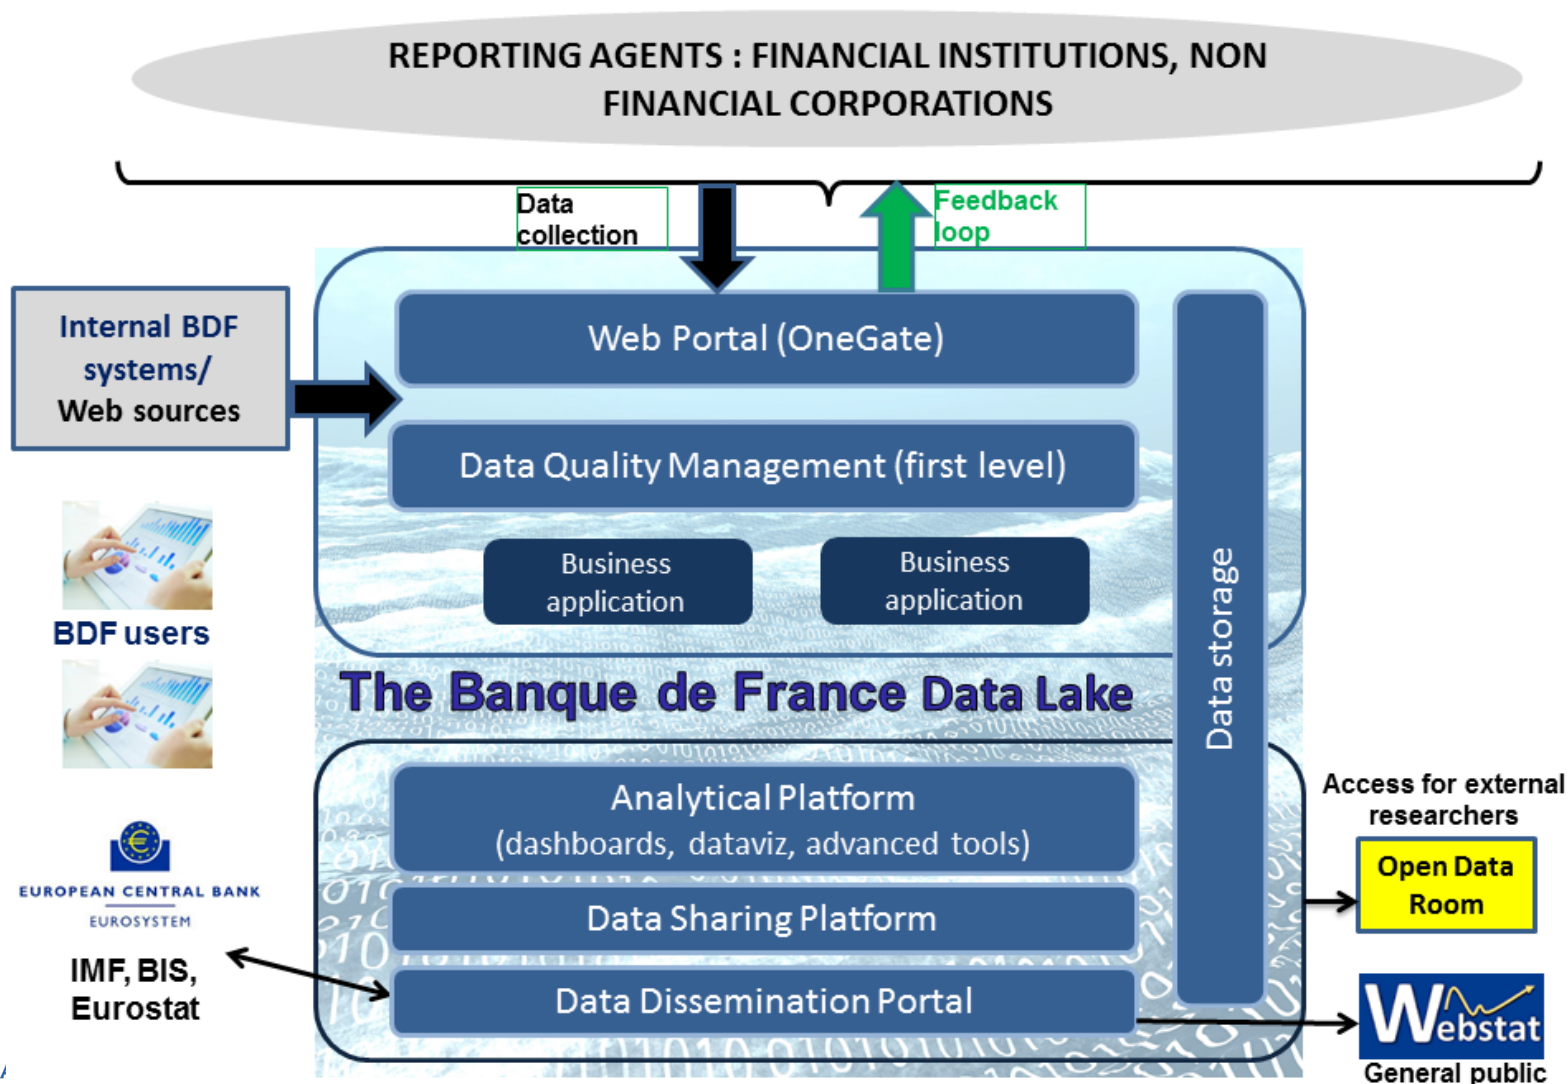 REPORTING AGENTS : FINANCIAL INSTITUTIONS, NON
FINANCIAL CORPORATIONS
Data
collection
Feedback
loop
Internal BDF
systems/
Web sources
Web Portal (OneGate)
Data Quality Management (first level)
Business
application
Business
application
Data storage
BDF users
The Banque de France Data Lake
Analytical Platform
(dashboards, dataviz, advanced tools)
Data Sharing Platform
Data Dissemination Portal
EUROPEAN CENTRAL BANK
EUROSYSTEM
IMF, BIS,
Eurostat
Access for external
researchers
Open Data
Room
Webstat
General public